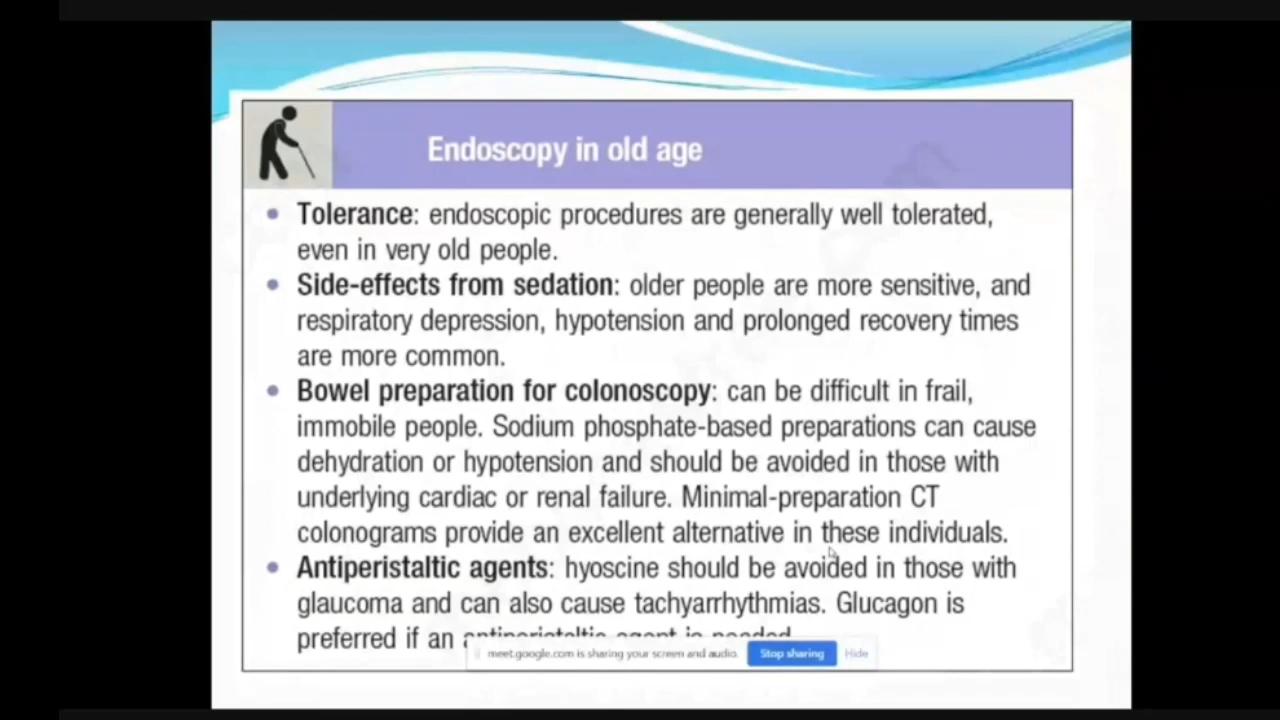 Endoscopy in old age
• Tolerance: endoscopic procedures are generally well tolerated,
even in very old people.
• Side-effects from sedation: older people are more sensitive, and
respiratory depression, hypotension and prolonged recovery times
are more common.
• Bowel preparation for colonoscopy: can be difficult in frail,
immobile people. Sodium phosphate-based preparations can cause
dehydration or hypotension and should be avoided in those with
underlying cardiac or renal failure. Minimal-preparation CT
colonograms provide an excellent alternative in these individuals.
• Antiperistaltic agents: hyoscine should be avoided in those with
glaucoma and can also cause tachyarrhythmias. Glucagon is
preferred if an antiperistaltic agent is needed.
meet.google.com is sharing your screen and audio. Stop sharing Hide